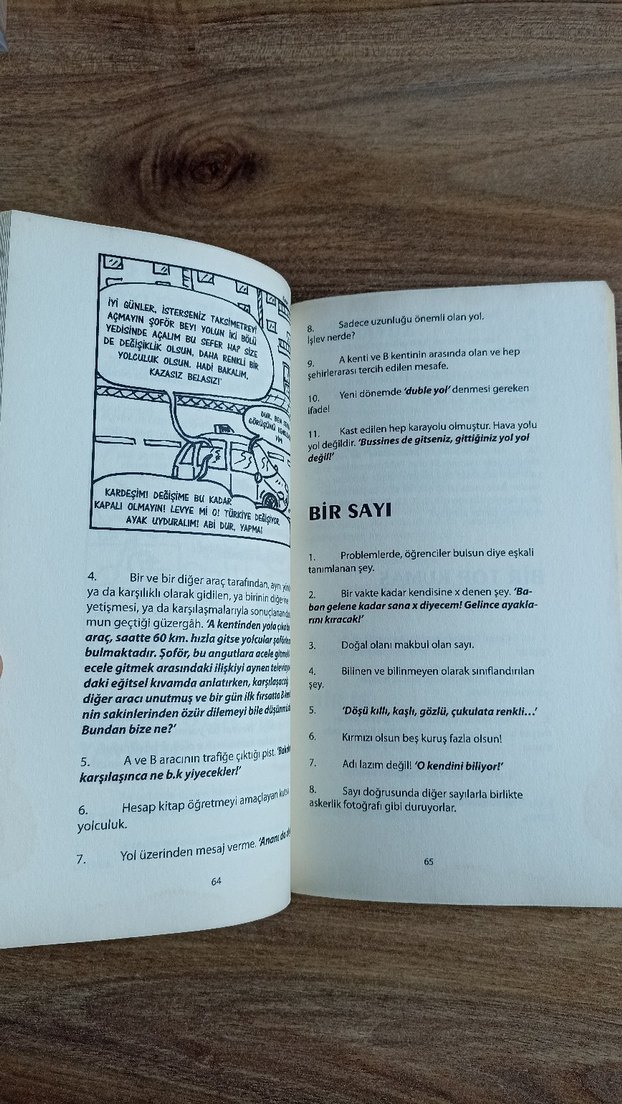 İYİ GÜNLER, İSTERSENİZ TAKSİMETREYİ
AÇMAYIN ŞOFÖR BEY! YOLUN İKİ BÖLÜ
YEDİSİNDE AÇALIM BU SEFER HAP SİZE
DE DEĞİŞİKLİK OLSUN, DAHA RENKLİ BİR
YOLCULUK OLSUN. HADİ BAKALIM,
KAZASIZ BELASIZ!
DUR, BEN
GÖRÜŞÜNÜ
KARDEŞİM! DEĞİŞİME BU KADAR
KAPALI OLMAYIN! LEVYE Mİ O! TÜRKİYE DEĞİŞİYOR,
AYAK UYDURALIM! ABİ DUR, YAPMA!
4. Bir ve bir diğer araç tarafından, aynı
ya da karşılıklı olarak gidilen, ya birinin diğerine
yetişmesi, ya da karşılaşmalarıyla sonuçlanan
mun geçtiği güzergâh. 'A kentinden yola
araç, saatte 60 km. hızla gitse yolcular şoförle
bulmaktadır. Şoför, bu angutlara acele gitmek
ecele gitmek arasındaki ilişkiyi aynen
daki eğitsel kıvamda anlatırken, karşılaşacağı
diğer aracı unutmuş ve bir gün ilk fırsatta B
nin sakinlerinden özür dilemeyi bile
Bundan bize ne?'
5. A ve B aracının trafiğe çıktığı pist.
karşılaşınca ne b.k yiyecekler!'
6. Hesap kitap öğretmeyi amaçlayan
yolculuk.
7. Yol üzerinden mesaj verme. 'Ananı da
64
8. Sadece uzunluğu önemli olan yol.
İşlev nerde?
9. A kenti ve B kentinin arasında olan ve hep
şehirlerarası tercih edilen mesafe.
10. Yeni dönemde 'duble yol' denmesi gereken
ifade!
11. Kast edilen hep karayolu olmuştur. Hava yolu
yol değildir. 'Bussines de gitseniz, gittiğiniz yol yol
değil!'
BİR SAYI
1. Problemlerde, öğrenciler bulsun diye eşkali
tanımlanan şey.
2. Bir vakte kadar kendisine x denen şey. 'Ba-
ban gelene kadar sana x diyecem! Gelince ayakla-
rını kıracak!'
3. Doğal olanı makbul olan sayı.
4. Bilinen ve bilinmeyen olarak sınıflandırılan
şey.
5. 'Döşü kıllı, kaşlı, gözlü, çukulata renkli...'
6. Kırmızı olsun beş kuruş fazla olsun!
7. Adı lazım değil! 'O kendini biliyor!'
8. Sayı doğrusunda diğer sayılarla birlikte
askerlik fotoğrafı gibi duruyorlar.
65